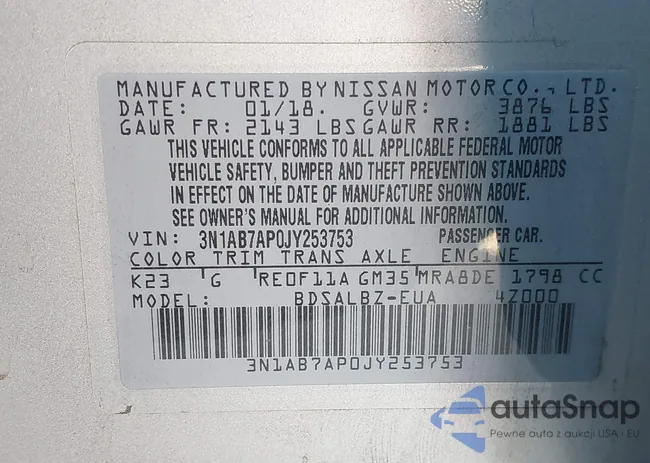 MANUFACTURED BY NISSAN MOTOR CO., LTD.
DATE: 01/18. GVWR: 3876 LBS
GAWR FR: 2143 LBS GAWR RR: 1881 LBS
THIS VEHICLE CONFORMS TO ALL APPLICABLE FEDERAL MOTOR
VEHICLE SAFETY, BUMPER AND THEFT PREVENTION STANDARDS
IN EFFECT ON THE DATE OF MANUFACTURE SHOWN ABOVE.
SEE OWNER'S MANUAL FOR ADDITIONAL INFORMATION.
VIN: 3N1AB7AP0JY253753 PASSENGER CAR.
COLOR TRIM TRANS AXLE ENGINE
K23 G RE0F11A GM35 MRA8DE 1798 CC
MODEL: BDSALBZ-EUA 4Z000
3N1AB7AP0JY253753
autaSnap
Pewne auta z aukcji USA i EU